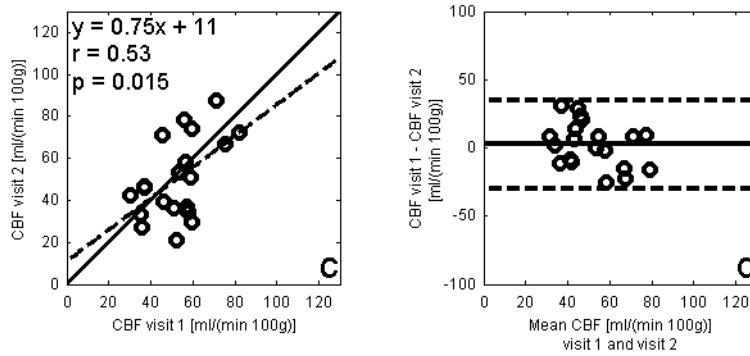 y = 0.75x + 11
r = 0.53
p = 0.015
130
120
100
80
60
40
20
0
CBF visit 2 [ml/(min 100g)]
0 20 40 60 80 100 120
CBF visit 1 [ml/(min 100g)]
C
100
50
0
-50
-100
CBF visit 1 - CBF visit 2
[ml/(min 100g)]
0 20 40 60 80 100 120
Mean CBF [ml/(min 100g)]
visit 1 and visit 2